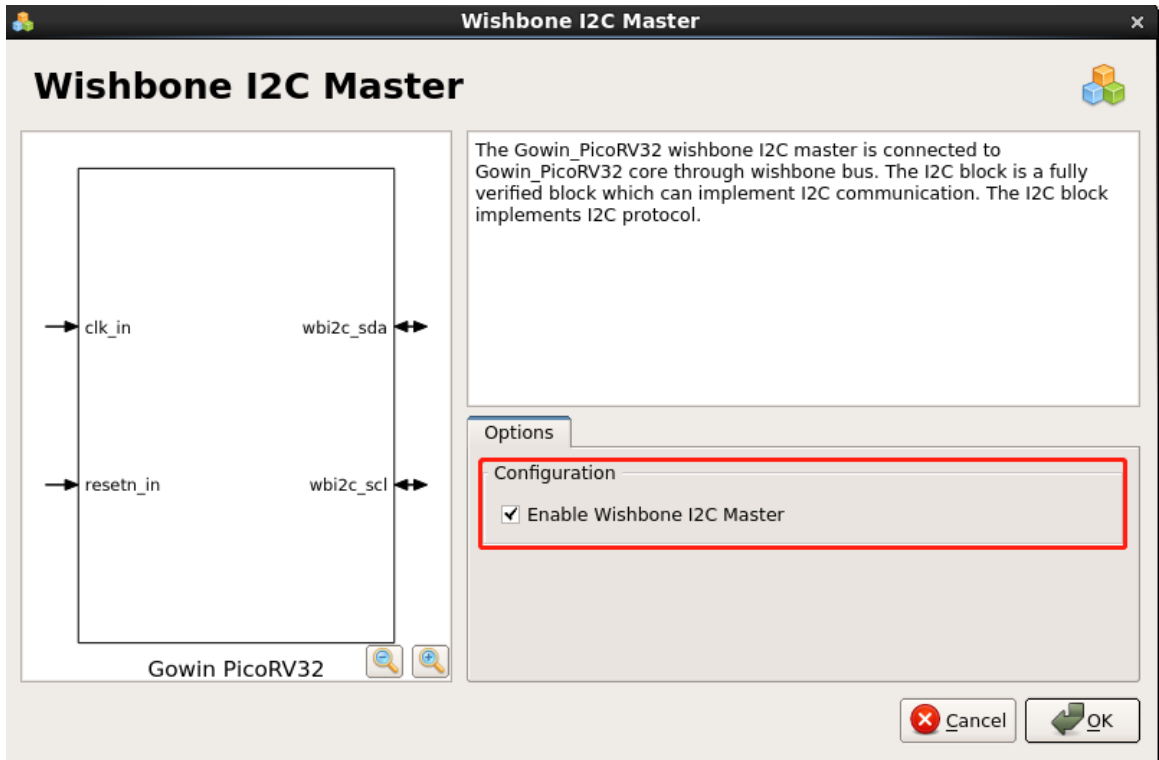 Wishbone I2C Master
Wishbone I2C Master
clk_in
wbi2c_sda
resetn_in
wbi2c_scl
Gowin PicoRV32
The Gowin_PicoRV32 wishbone I2C master is connected to
Gowin_PicoRV32 core through wishbone bus. The I2C block is a fully
verified block which can implement I2C communication. The I2C block
implements I2C protocol.
Options
Configuration
Enable Wishbone I2C Master
Cancel
OK